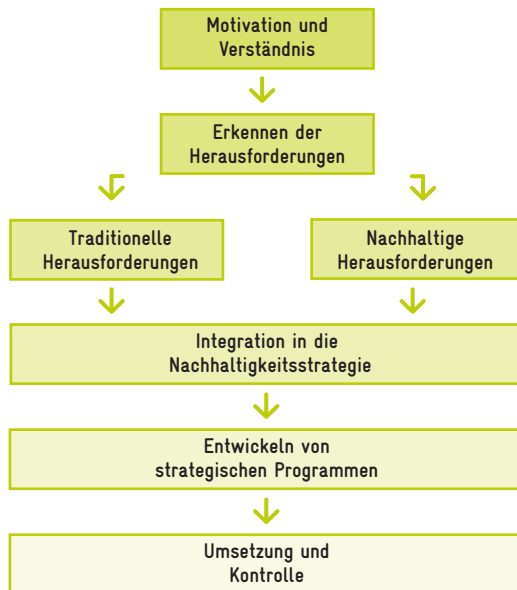 Motivation und
Verständnis
Erkennen der
Herausforderungen
Traditionelle
Herausforderungen
Nachhaltige
Herausforderungen
Integration in die
Nachhaltigkeitsstrategie
Entwickeln von
strategischen Programmen
Umsetzung und
Kontrolle